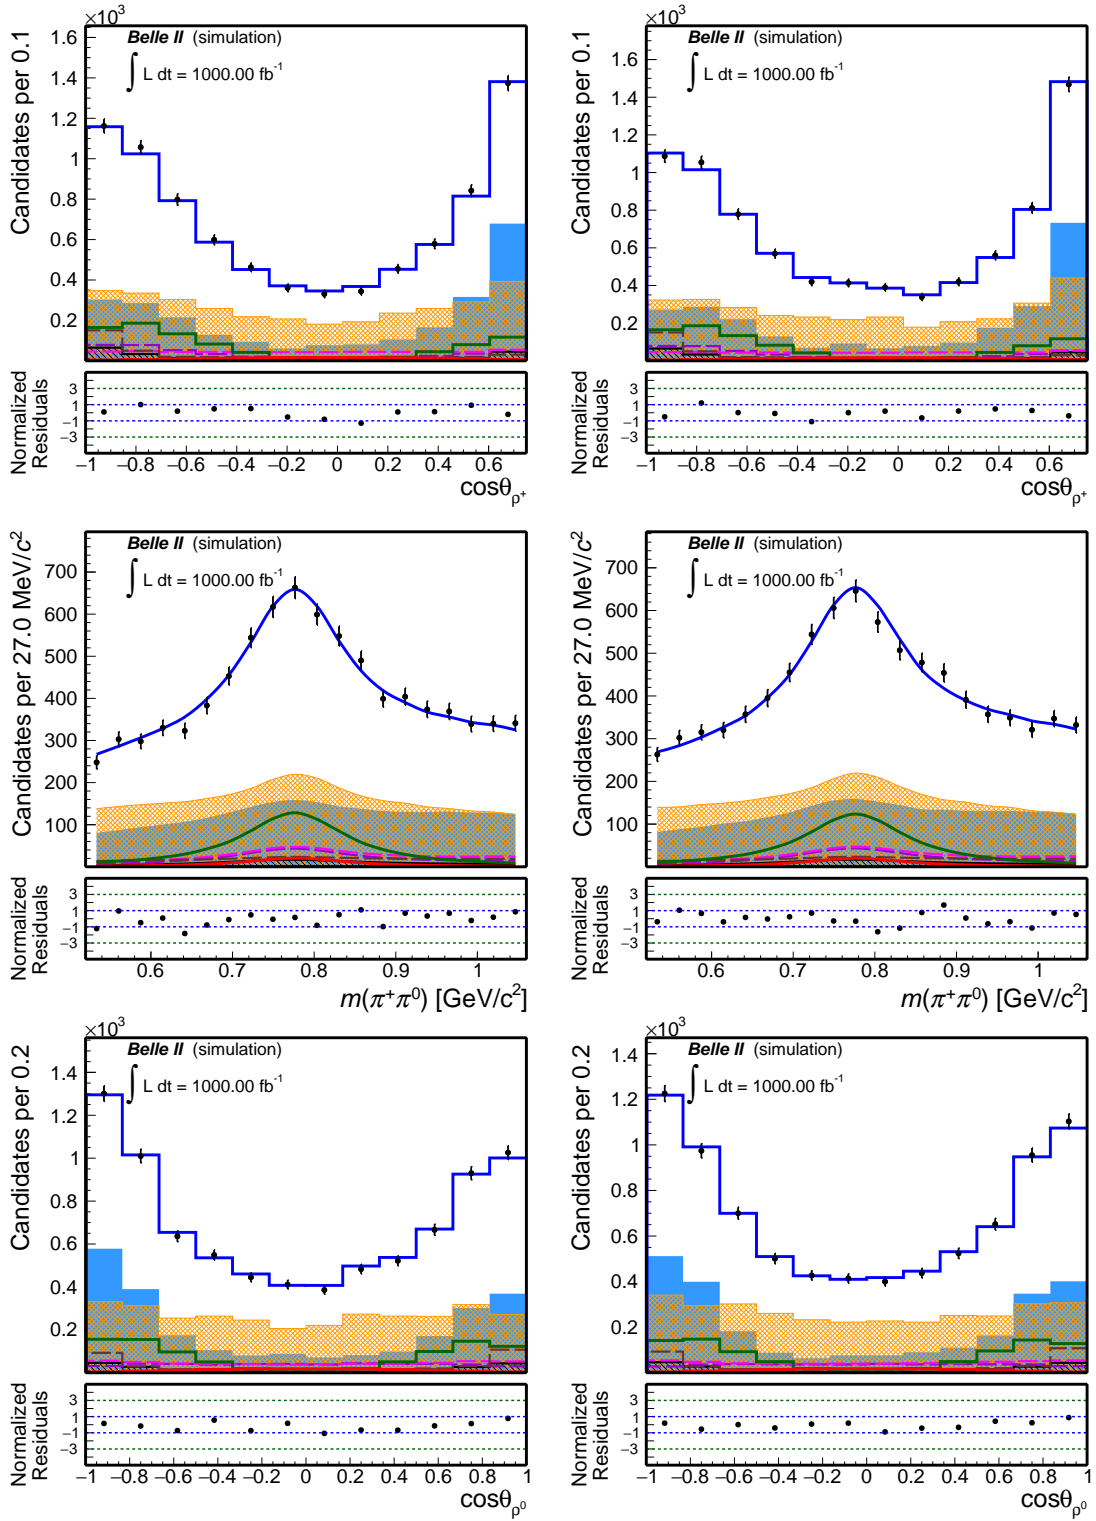 ×10³ ×10³
Candidates per 0.1 Candidates per 0.1
Belle II (simulation) Belle II (simulation)
∫ L dt = 1000.00 fb⁻¹ ∫ L dt = 1000.00 fb⁻¹
1.6 1.6
1.4 1.4
1.2 1.2
1 1
0.8 0.8
0.6 0.6
0.4 0.4
0.2 0.2
Normalized Residuals Normalized Residuals
3 3
1 1
−1 −1
−3 −3
−1 −0.8 −0.6 −0.4 −0.2 0 0.2 0.4 0.6 −1 −0.8 −0.6 −0.4 −0.2 0 0.2 0.4 0.6
cosθρ⁺ cosθρ⁺
Candidates per 27.0 MeV/c² Candidates per 27.0 MeV/c²
Belle II (simulation) Belle II (simulation)
∫ L dt = 1000.00 fb⁻¹ ∫ L dt = 1000.00 fb⁻¹
700 700
600 600
500 500
400 400
300 300
200 200
100 100
Normalized Residuals Normalized Residuals
3 3
1 1
−1 −1
−3 −3
0.6 0.7 0.8 0.9 1 0.6 0.7 0.8 0.9 1
m(π⁺π⁰) [GeV/c²] m(π⁺π⁰) [GeV/c²]
×10³ ×10³
Candidates per 0.2 Candidates per 0.2
Belle II (simulation) Belle II (simulation)
∫ L dt = 1000.00 fb⁻¹ ∫ L dt = 1000.00 fb⁻¹
1.4 1.4
1.2 1.2
1 1
0.8 0.8
0.6 0.6
0.4 0.4
0.2 0.2
Normalized Residuals Normalized Residuals
3 3
1 1
−1 −1
−3 −3
−1 −0.8 −0.6 −0.4 −0.2 0 0.2 0.4 0.6 0.8 1 −1 −0.8 −0.6 −0.4 −0.2 0 0.2 0.4 0.6 0.8 1
cosθρ⁰ cosθρ⁰